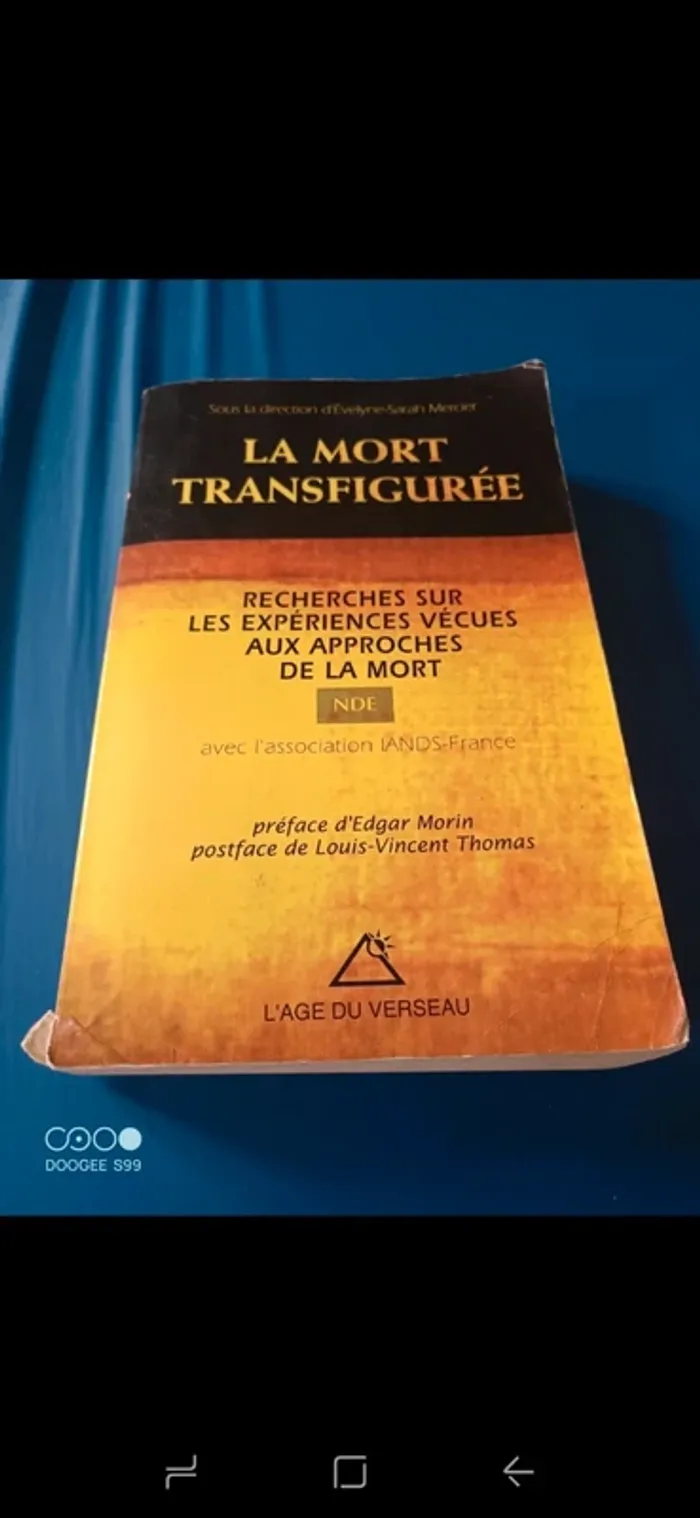 Sous la direction d'Évelyne-Sarah Mercier
LA MORT
TRANSFIGURÉE
RECHERCHES SUR
LES EXPÉRIENCES VÉCUES
AUX APPROCHES
DE LA MORT
NDE
avec l'association IANDS-France
préface d'Edgar Morin
postface de Louis-Vincent Thomas
L'AGE DU VERSEAU
DOOGEE S99